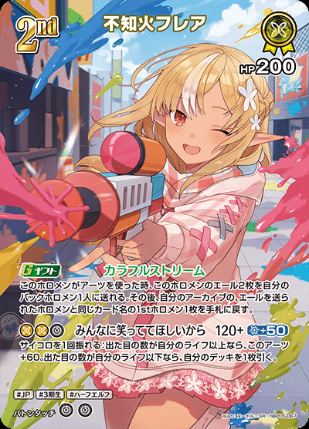 2nd 不知火フレア HP200
Gギフト カラフルストリーム
このホロメンがアーツを使った時、このホロメンのエール2枚を自分の
バックホロメン1人に送れる。その後、自分のアーカイブの、エールを送ら
れたホロメンと同じカード名の1stホロメン1枚を手札に戻す。
みんなに笑っててほしいから 120+ +50
サイコロを1回振れる:出た目の数が自分のライフ以上なら、このアーツ
+60。出た目の数が自分のライフ以下なら、自分のデッキを1枚引く。
#JP #3期生 #ハーフエルフ
バトンタッチ